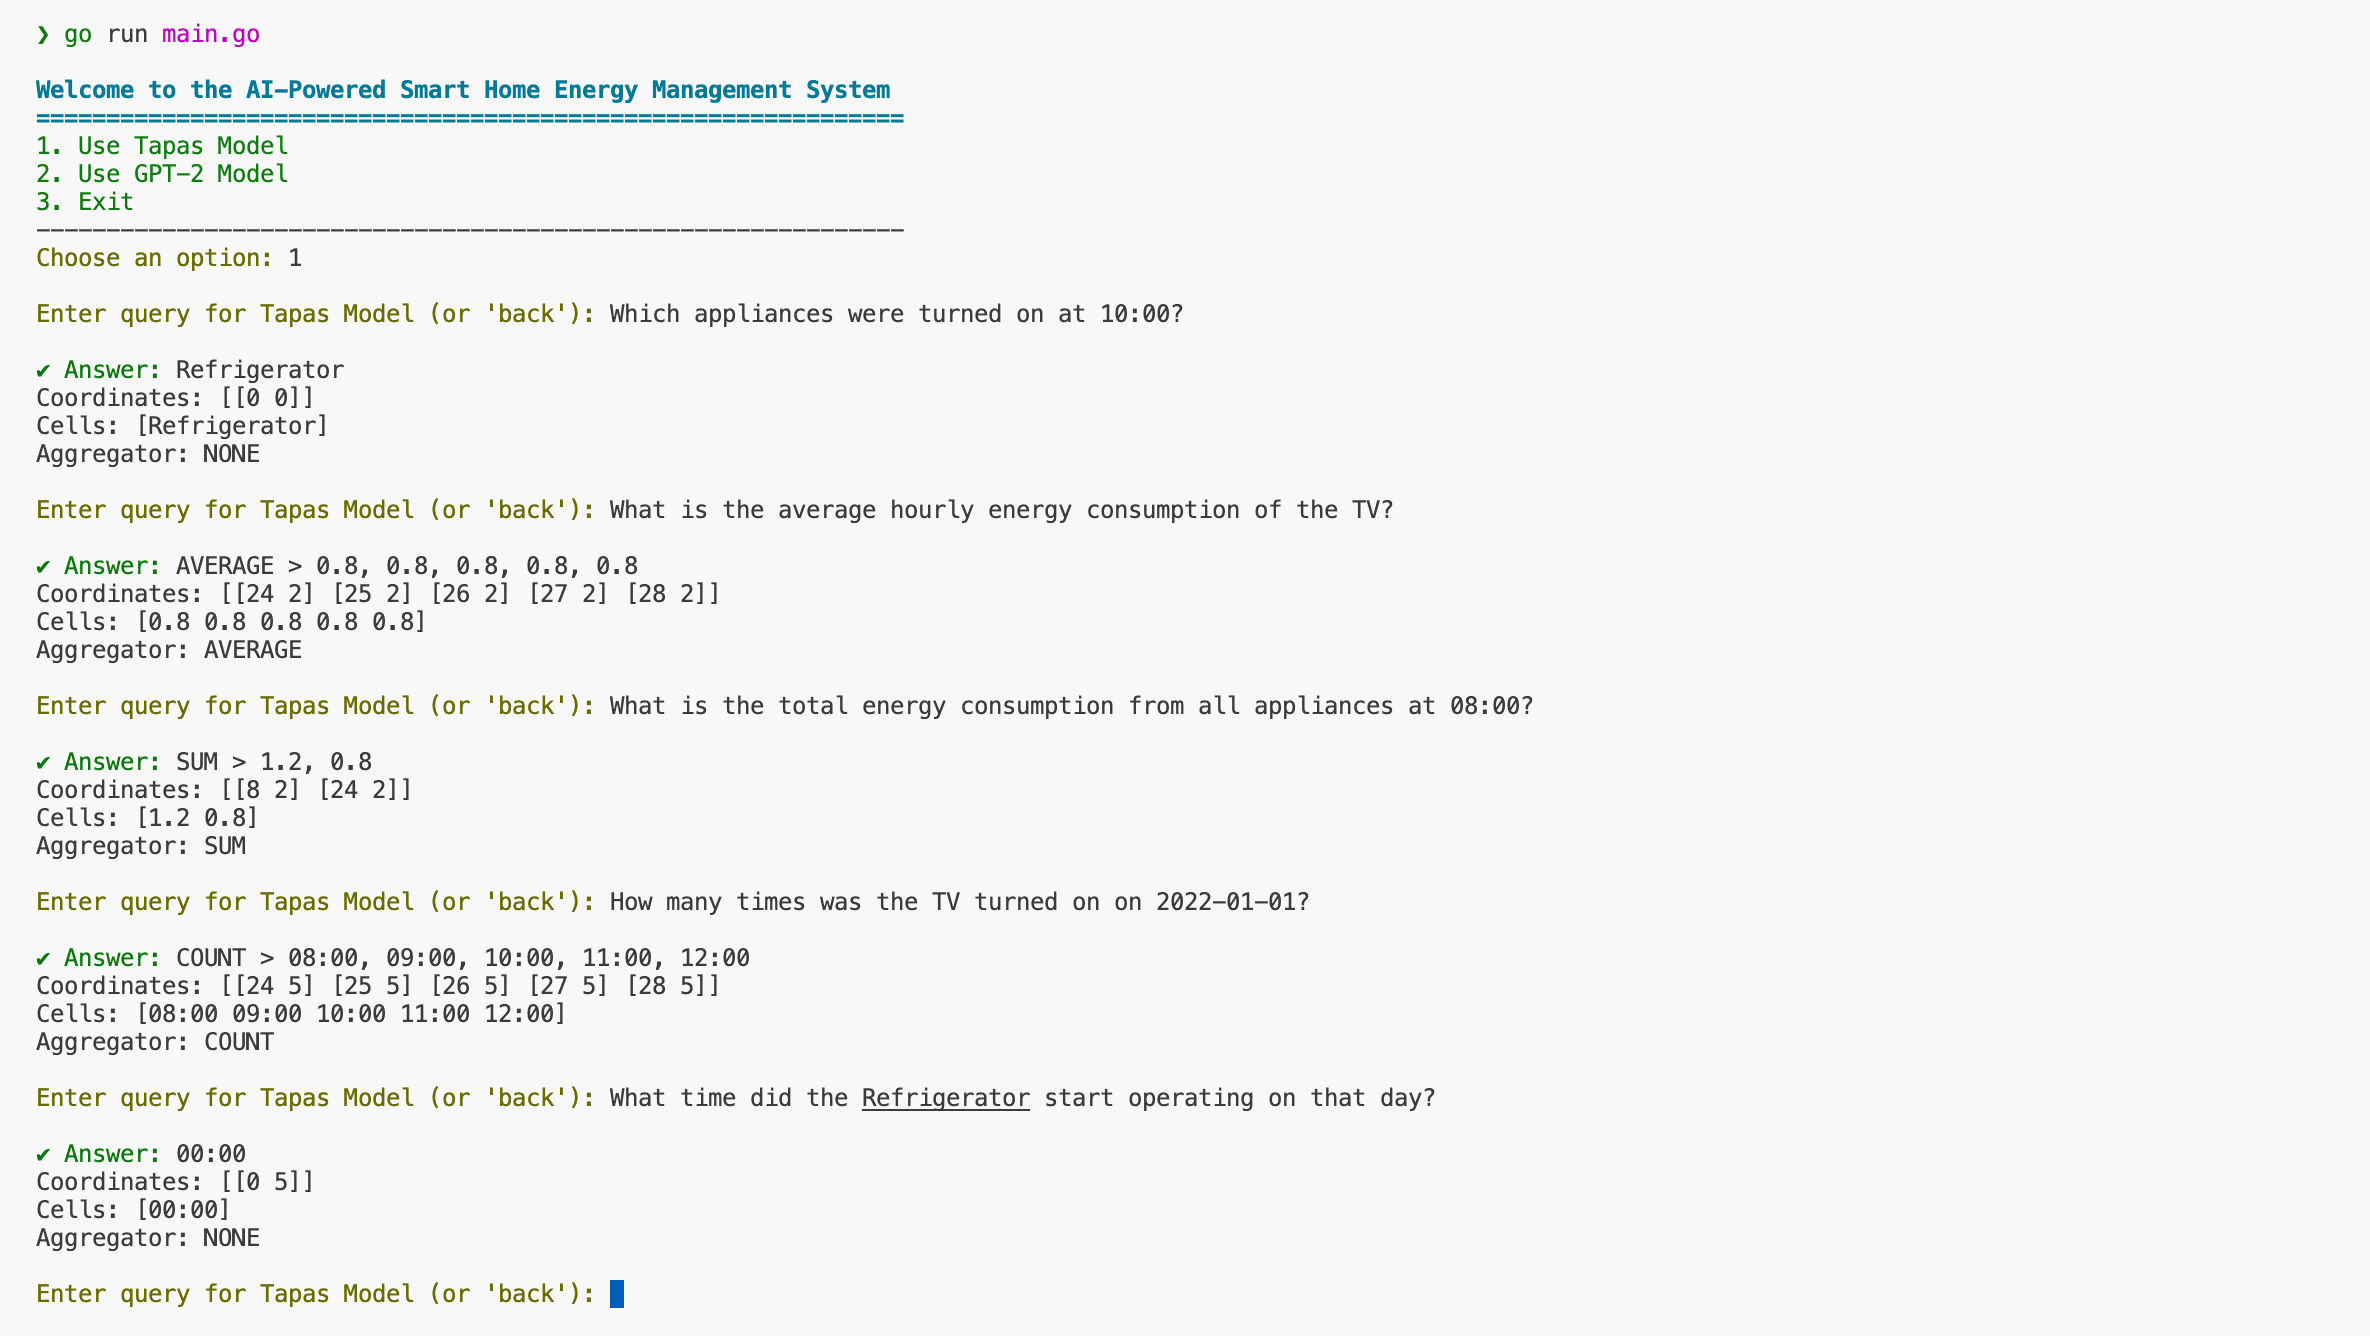 ❯ go run main.go
Welcome to the AI-Powered Smart Home Energy Management System
==============================================================
1. Use Tapas Model
2. Use GPT-2 Model
3. Exit
--------------------------------------------------------------
Choose an option: 1
Enter query for Tapas Model (or 'back'): Which appliances were turned on at 10:00?
✔ Answer: Refrigerator
Coordinates: [[0 0]]
Cells: [Refrigerator]
Aggregator: NONE
Enter query for Tapas Model (or 'back'): What is the average hourly energy consumption of the TV?
✔ Answer: AVERAGE > 0.8, 0.8, 0.8, 0.8, 0.8
Coordinates: [[24 2] [25 2] [26 2] [27 2] [28 2]]
Cells: [0.8 0.8 0.8 0.8 0.8]
Aggregator: AVERAGE
Enter query for Tapas Model (or 'back'): What is the total energy consumption from all appliances at 08:00?
✔ Answer: SUM > 1.2, 0.8
Coordinates: [[8 2] [24 2]]
Cells: [1.2 0.8]
Aggregator: SUM
Enter query for Tapas Model (or 'back'): How many times was the TV turned on on 2022-01-01?
✔ Answer: COUNT > 08:00, 09:00, 10:00, 11:00, 12:00
Coordinates: [[24 5] [25 5] [26 5] [27 5] [28 5]]
Cells: [08:00 09:00 10:00 11:00 12:00]
Aggregator: COUNT
Enter query for Tapas Model (or 'back'): What time did the Refrigerator start operating on that day?
✔ Answer: 00:00
Coordinates: [[0 5]]
Cells: [00:00]
Aggregator: NONE
Enter query for Tapas Model (or 'back'):